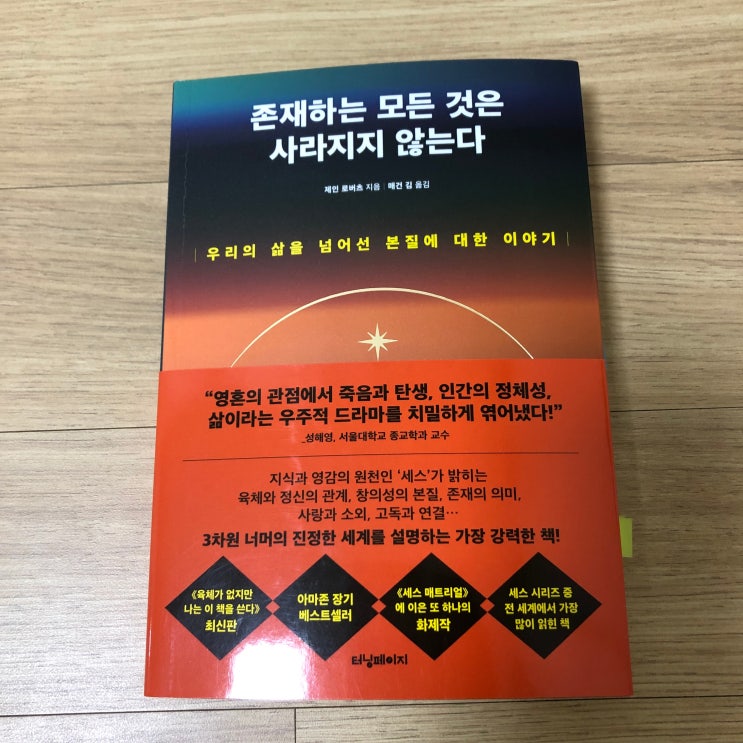 존재하는 모든 것은
사라지지 않는다
제인 로버츠 지음 | 매건 김 옮김
| 우리의 삶을 넘어선 본질에 대한 이야기 |
“영혼의 관점에서 죽음과 탄생, 인간의 정체성,
삶이라는 우주적 드라마를 치밀하게 엮어냈다!”
_성해영, 서울대학교 종교학과 교수
지식과 영감의 원천인 ‘세스’가 밝히는
육체와 정신의 관계, 창의성의 본질, 존재의 의미,
사랑과 소외, 고독과 연결…
3차원 너머의 진정한 세계를 설명하는 가장 강력한 책!
《육체가 없지만
나는 이 책을 쓴다》
최신판
아마존 장기
베스트셀러
《세스 매트리얼》
에 이은 또 하나의
화제작
세스 시리즈 중
전 세계에서 가장
많이 읽힌 책
터닝페이지